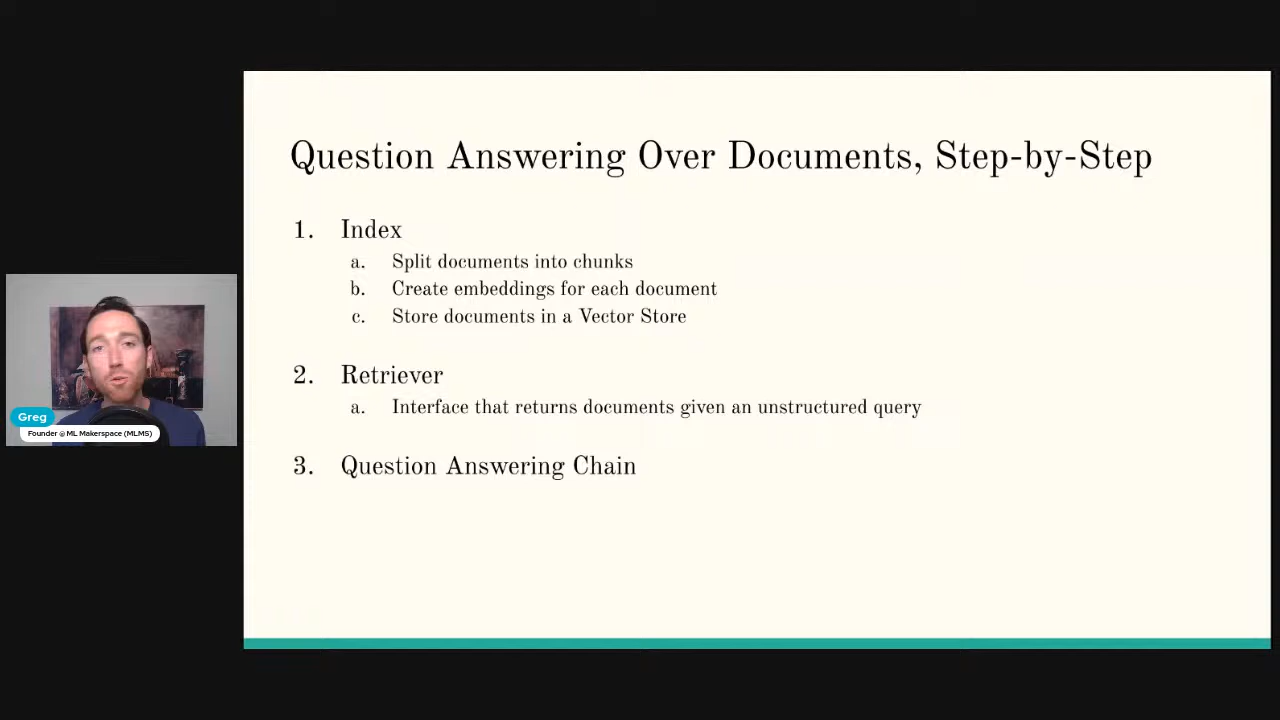 Question Answering Over Documents, Step-by-Step
1. Index
a. Split documents into chunks
b. Create embeddings for each document
c. Store documents in a Vector Store
2. Retriever
a. Interface that returns documents given an unstructured query
3. Question Answering Chain
Greg
Founder @ ML Makerspace (MLMS)